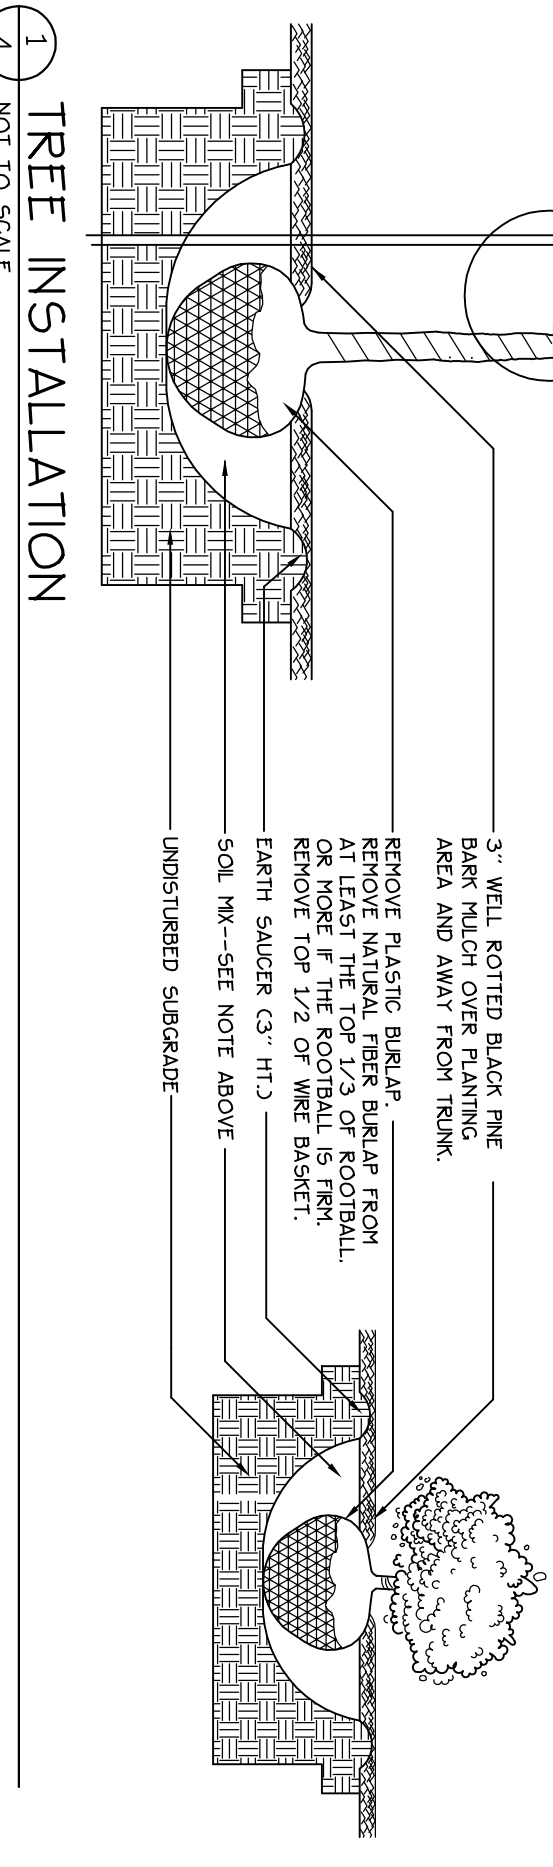 3" WELL ROTTED BLACK PINE
BARK MULCH OVER PLANTING
AREA AND AWAY FROM TRUNK.
REMOVE PLASTIC BURLAP.
REMOVE NATURAL FIBER BURLAP FROM
AT LEAST THE TOP 1/3 OF ROOTBALL,
OR MORE IF THE ROOTBALL IS FIRM.
REMOVE TOP 1/2 OF WIRE BASKET.
EARTH SAUCER (3" HT.)
SOIL MIX--SEE NOTE ABOVE
UNDISTURBED SUBGRADE
1
4
TREE INSTALLATION
NOT TO SCALE